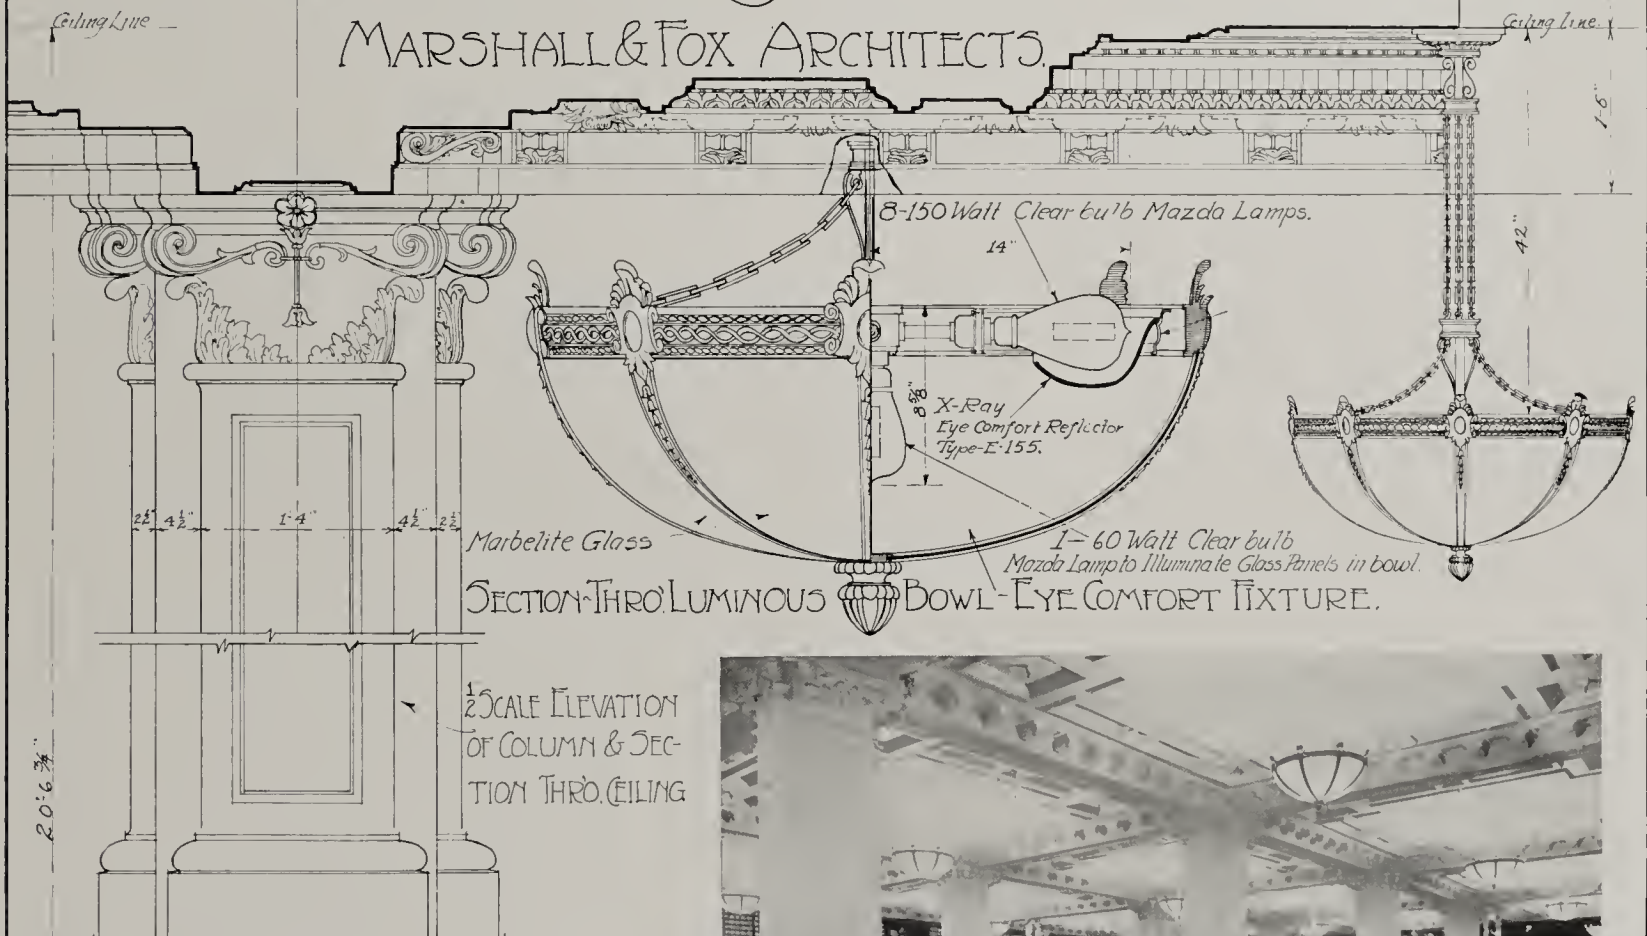 Ceiling Line
MARSHALL & FOX ARCHITECTS.
Ceiling Line.
1'-6"
8-150 Watt Clear bulb Mazda Lamps.
14"
42"
8 5/8"
X-Ray
Eye Comfort Reflector
Type-E-155.
2½" 4½" 1'-4" 4½" 2½"
Marbelite Glass
1-60 Watt Clear bulb
Mazda Lamp to Illuminate Glass Panels in bowl.
SECTION-THRO. LUMINOUS BOWL-EYE COMFORT FIXTURE.
½ SCALE ELEVATION
OF COLUMN & SEC-
TION THRO. CEILING
20'-6¾"